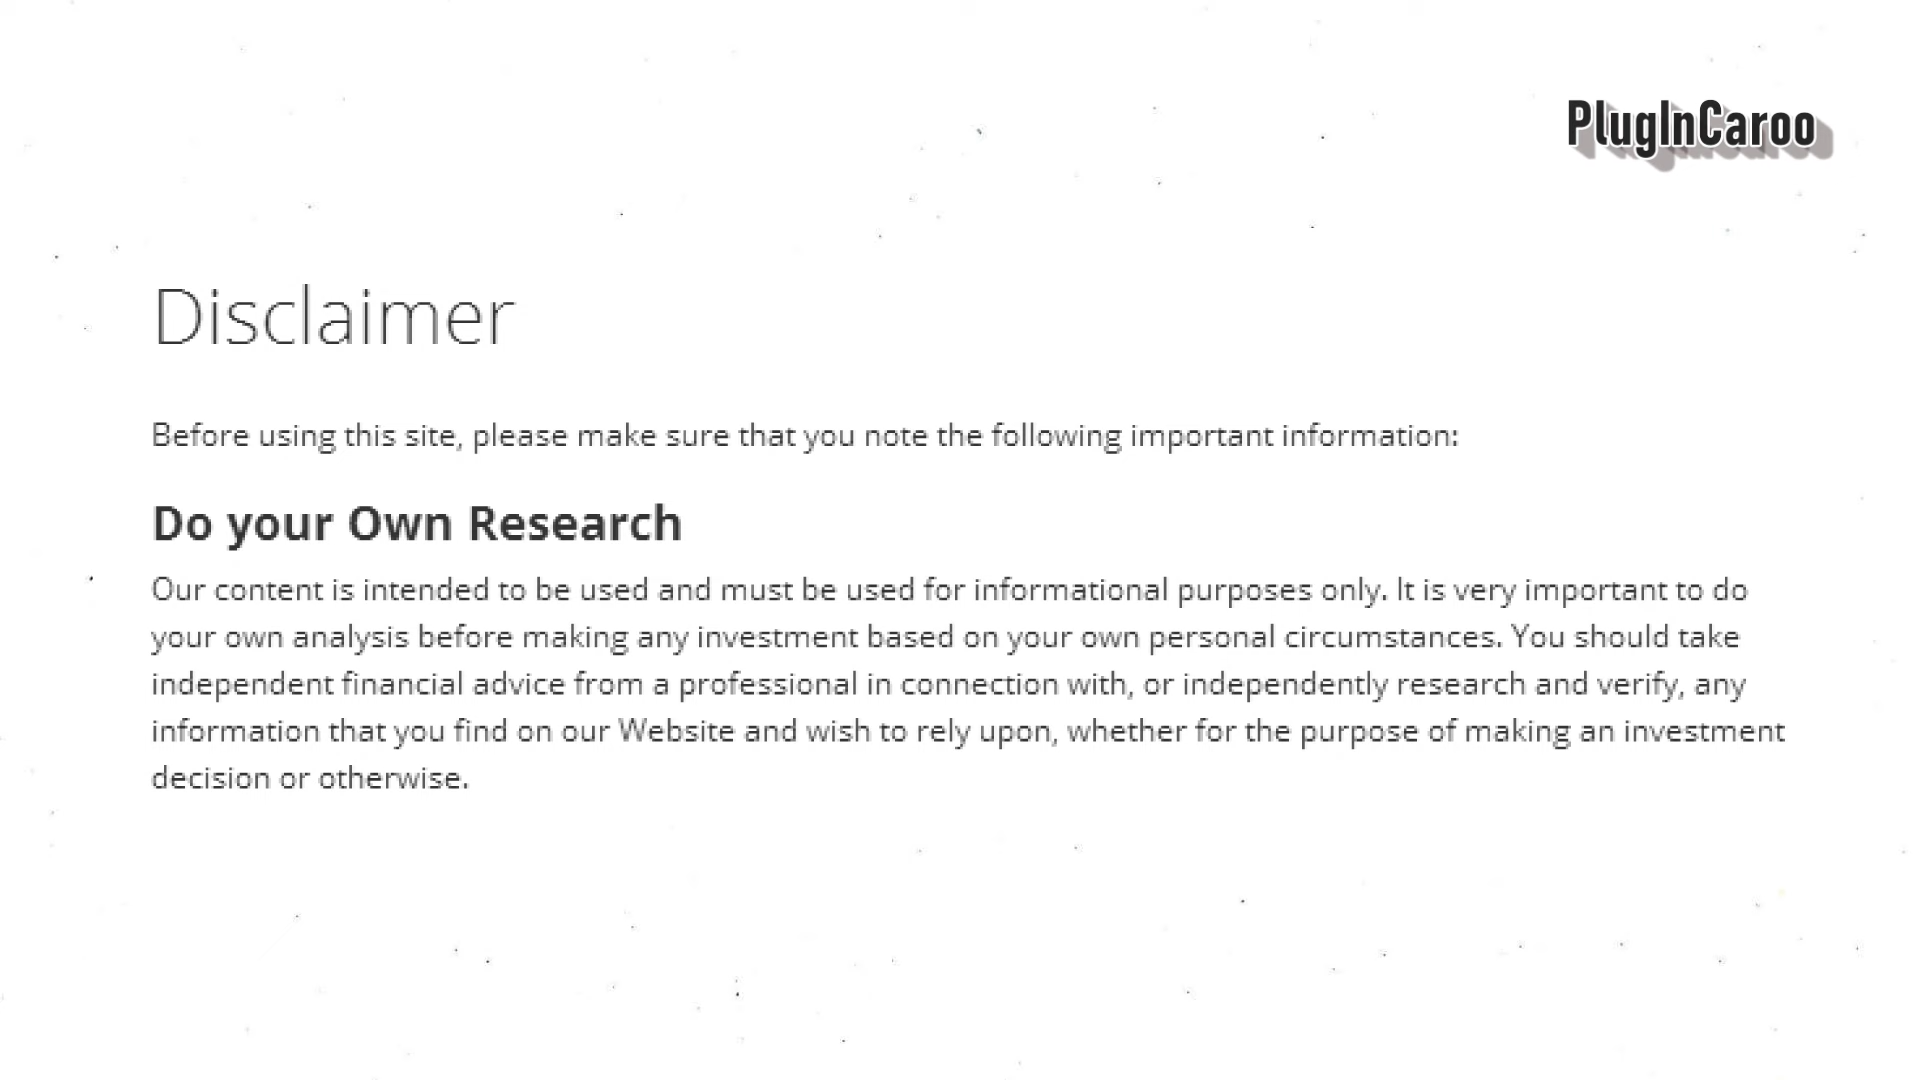 PlugInCaroo
Disclaimer
Before using this site, please make sure that you note the following important information:
Do your Own Research
Our content is intended to be used and must be used for informational purposes only. It is very important to do
your own analysis before making any investment based on your own personal circumstances. You should take
independent financial advice from a professional in connection with, or independently research and verify, any
information that you find on our Website and wish to rely upon, whether for the purpose of making an investment
decision or otherwise.